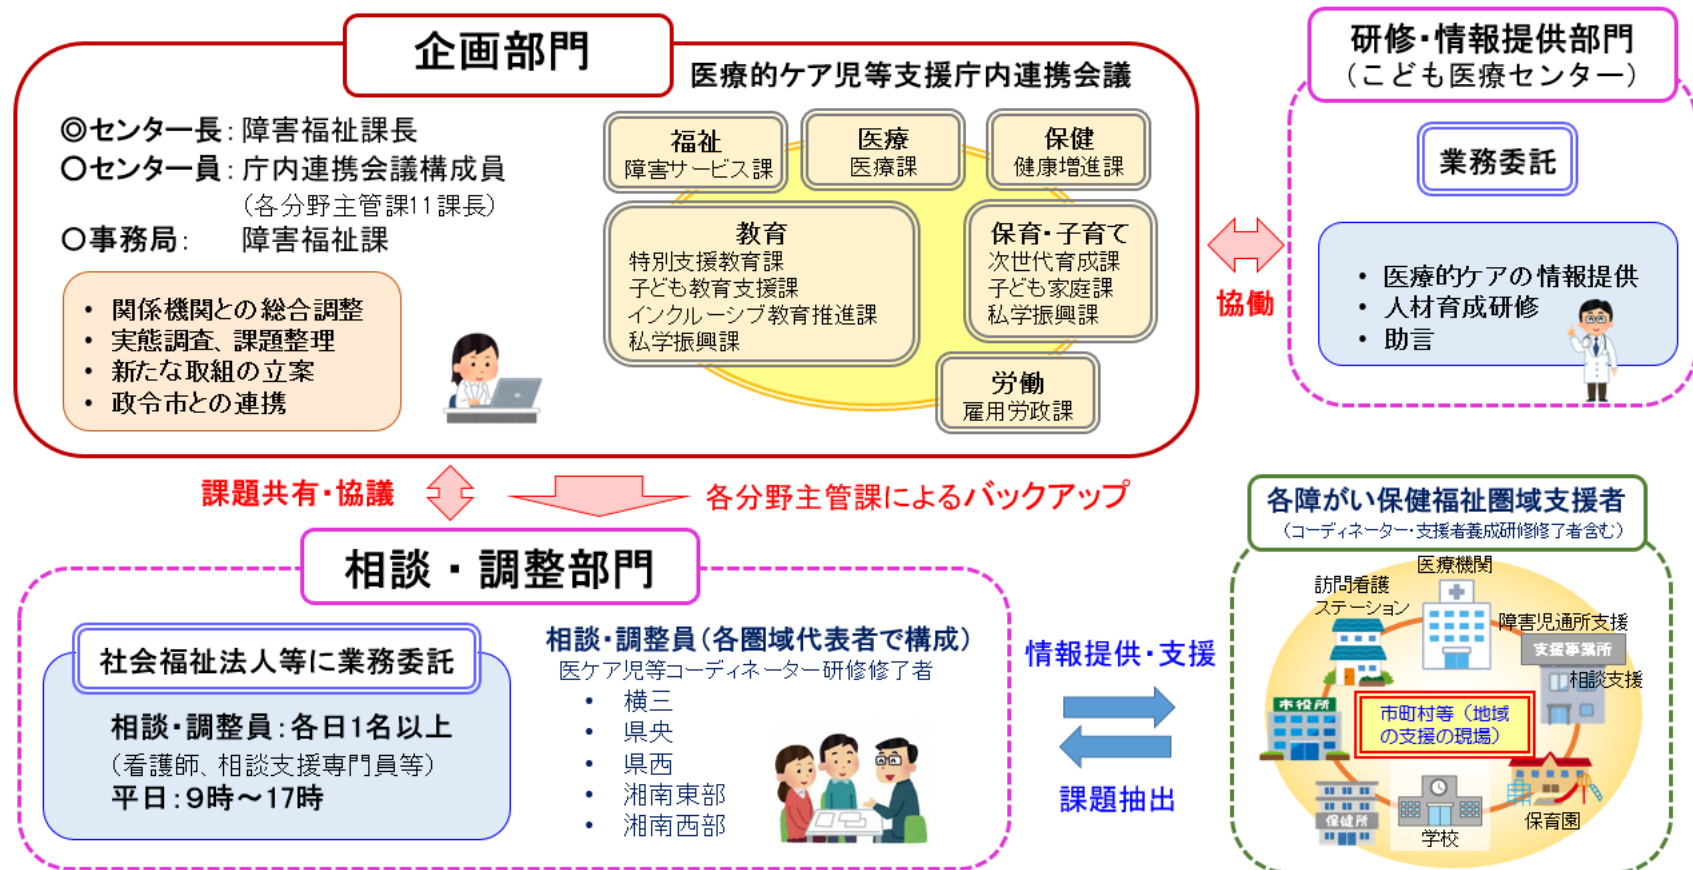 企画部門
医療的ケア児等支援庁内連携会議
◎センター長：障害福祉課長
○センター員：庁内連携会議構成員
（各分野主管課11課長）
○事務局：　障害福祉課
・ 関係機関との総合調整
・ 実態調査、課題整理
・ 新たな取組の立案
・ 政令市との連携
福祉
障害サービス課
医療
医療課
保健
健康増進課
教育
特別支援教育課
子ども教育支援課
インクルーシブ教育推進課
私学振興課
保育・子育て
次世代育成課
子ども家庭課
私学振興課
労働
雇用労政課
協働
研修・情報提供部門
（こども医療センター）
業務委託
・ 医療的ケアの情報提供
・ 人材育成研修
・ 助言
課題共有・協議
各分野主管課によるバックアップ
相談・調整部門
社会福祉法人等に業務委託
相談・調整員：各日1名以上
（看護師、相談支援専門員等）
平日：９時～17時
相談・調整員（各圏域代表者で構成）
医ケア児等コーディネーター研修修了者
・ 横三
・ 県央
・ 県西
・ 湘南東部
・ 湘南西部
情報提供・支援
課題抽出
各障がい保健福祉圏域支援者
（コーディネーター・支援者養成研修修了者含む）
医療機関
訪問看護
ステーション
障害児通所支援
支援事業所
相談支援
市役所
市町村等（地域
の支援の現場）
保健所
学校
保育園